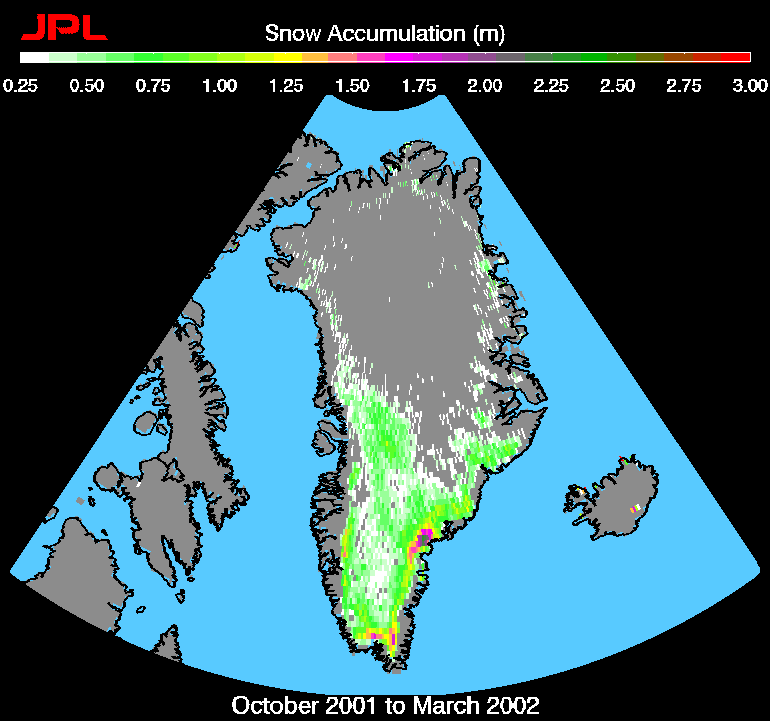 JPL
Snow Accumulation (m)
0.25 0.50 0.75 1.00 1.25 1.50 1.75 2.00 2.25 2.50 2.75 3.00
October 2001 to March 2002